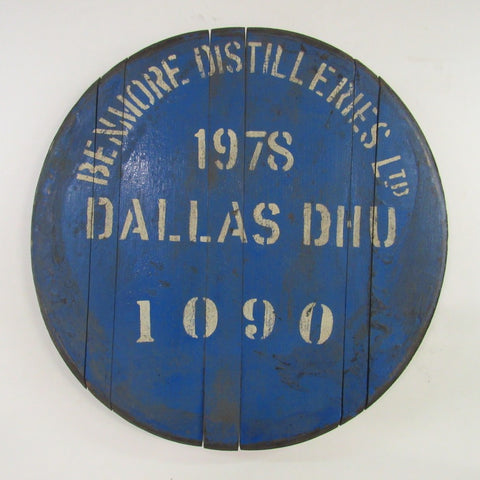 BENMORE DISTILLERIES LTD
1978
DALLAS DHU
1090